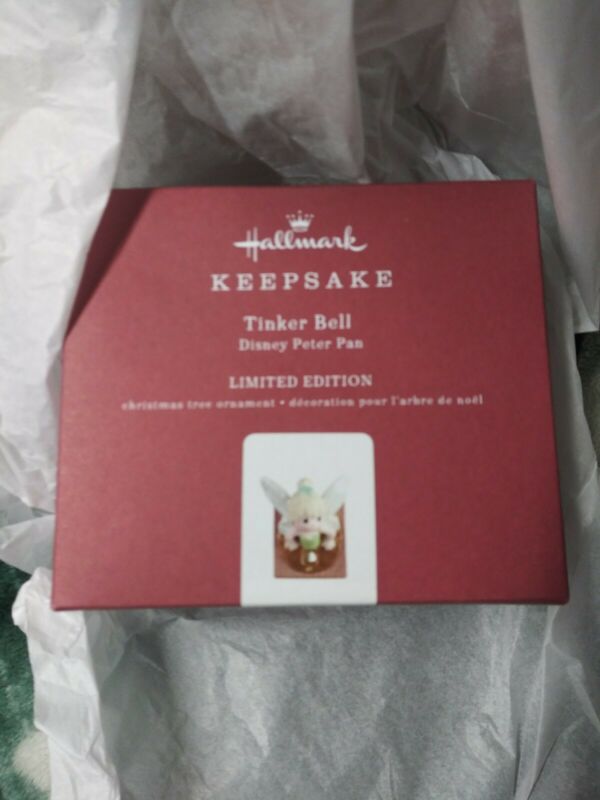 Hallmark
KEEPSAKE
Tinker Bell
Disney Peter Pan
LIMITED EDITION
christmas tree ornament • décoration pour l'arbre de noël